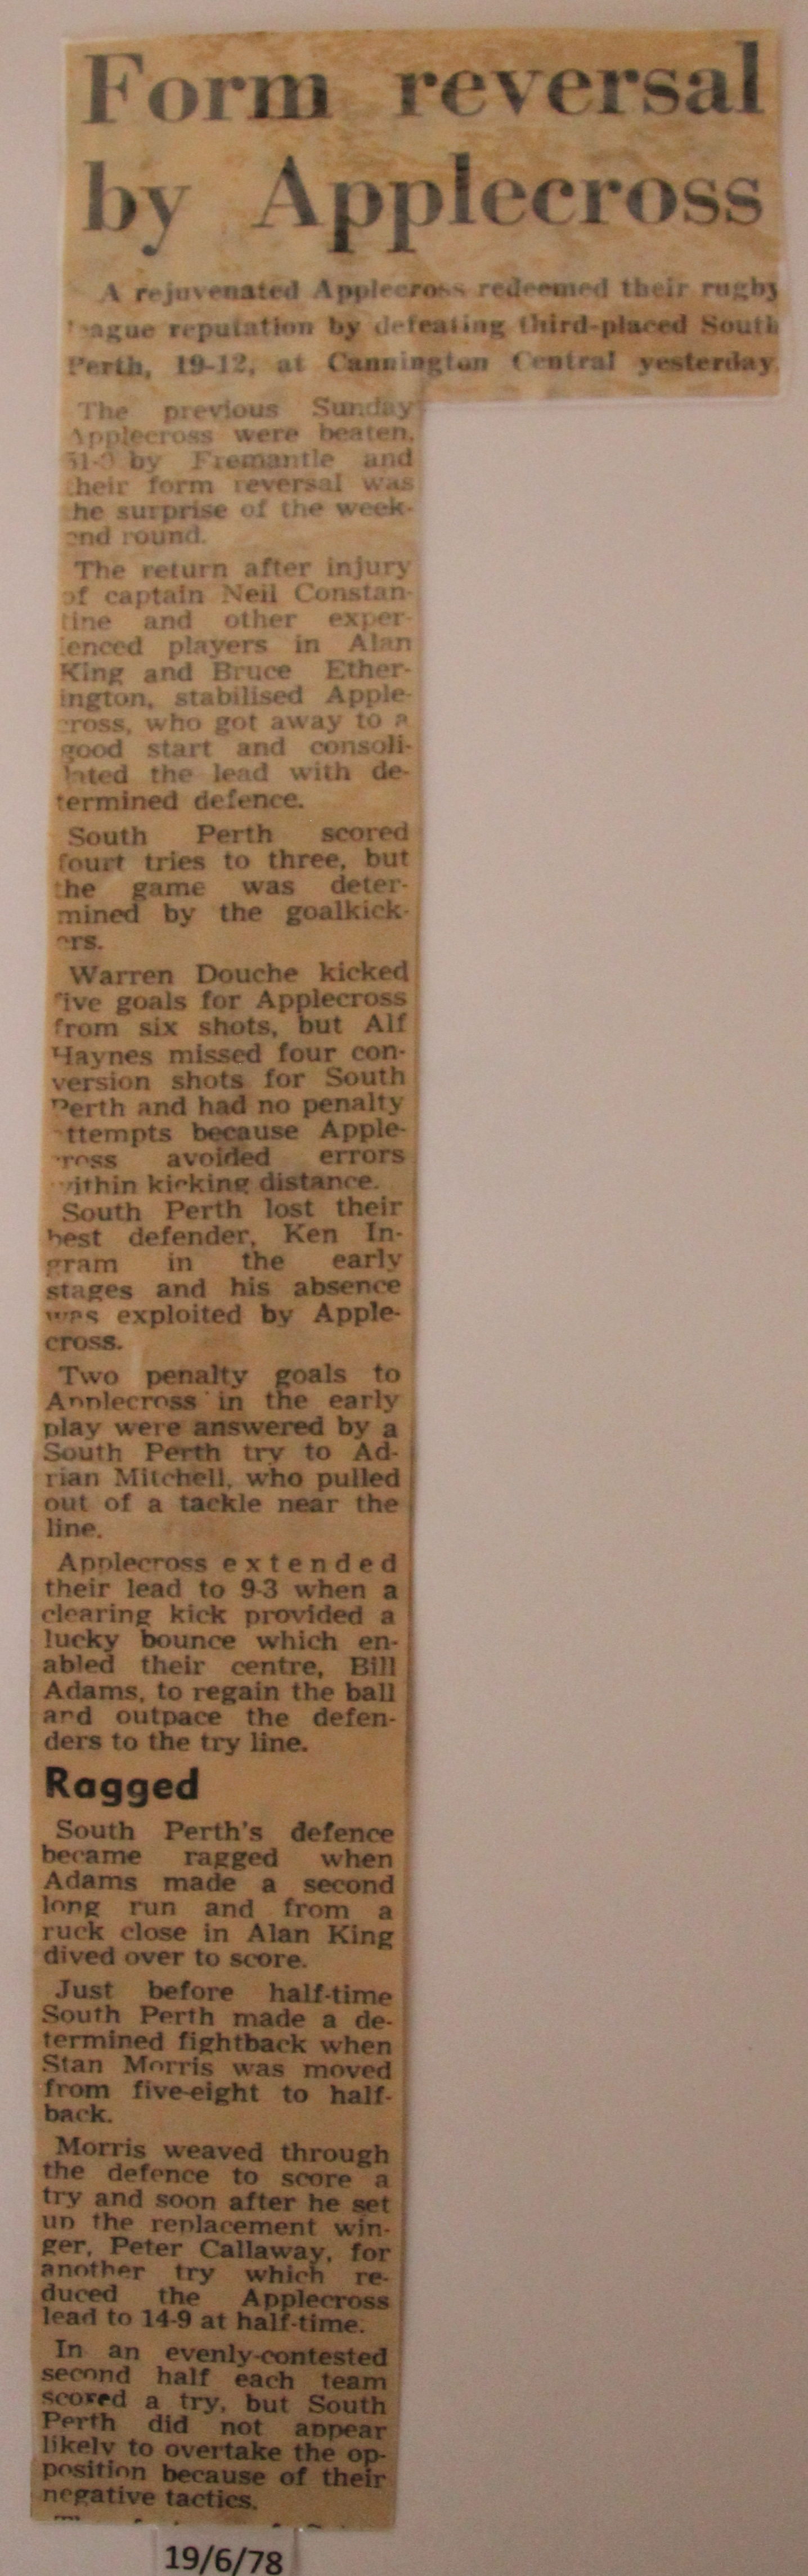 Form reversal
by Applecross
A rejuvenated Applecross redeemed their rugby
eague reputation by defeating third-placed South
Perth, 19-12, at Cannington Central yesterday.
The previous Sunday
Applecross were beaten,
by Fremantle and
heir form reversal was
he surprise of the week-
end round.
The return after injury
of captain Neil Constan-
tine and other exper-
ienced players in Alan
King and Bruce Ether-
ington, stabilised Apple-
cross, who got away to a
good start and consoli-
dated the lead with de-
termined defence.
South Perth scored
fourt tries to three, but
the game was deter-
mined by the goalkick-
ers.
Warren Douche kicked
five goals for Applecross
from six shots, but Alf
Haynes missed four con-
version shots for South
Perth and had no penalty
attempts because Apple-
cross avoided errors
within kicking distance.
South Perth lost their
best defender, Ken In-
gram in the early
stages and his absence
was exploited by Apple-
cross.
Two penalty goals to
Applecross in the early
play were answered by a
South Perth try to Ad-
rian Mitchell, who pulled
out of a tackle near the
line.
Applecross extended
their lead to 9-3 when a
clearing kick provided a
lucky bounce which en-
abled their centre, Bill
Adams, to regain the ball
and outpace the defen-
ders to the try line.
Ragged
South Perth's defence
became ragged when
Adams made a second
long run and from a
ruck close in Alan King
dived over to score.
Just before half-time
South Perth made a de-
termined fightback when
Stan Morris was moved
from five-eight to half-
back.
Morris weaved through
the defence to score a
try and soon after he set
up the replacement win-
ger, Peter Callaway, for
another try which re-
duced the Applecross
lead to 14-9 at half-time.
In an evenly-contested
second half each team
scored a try, but South
Perth did not appear
likely to overtake the op-
position because of their
negative tactics.
19/6/78